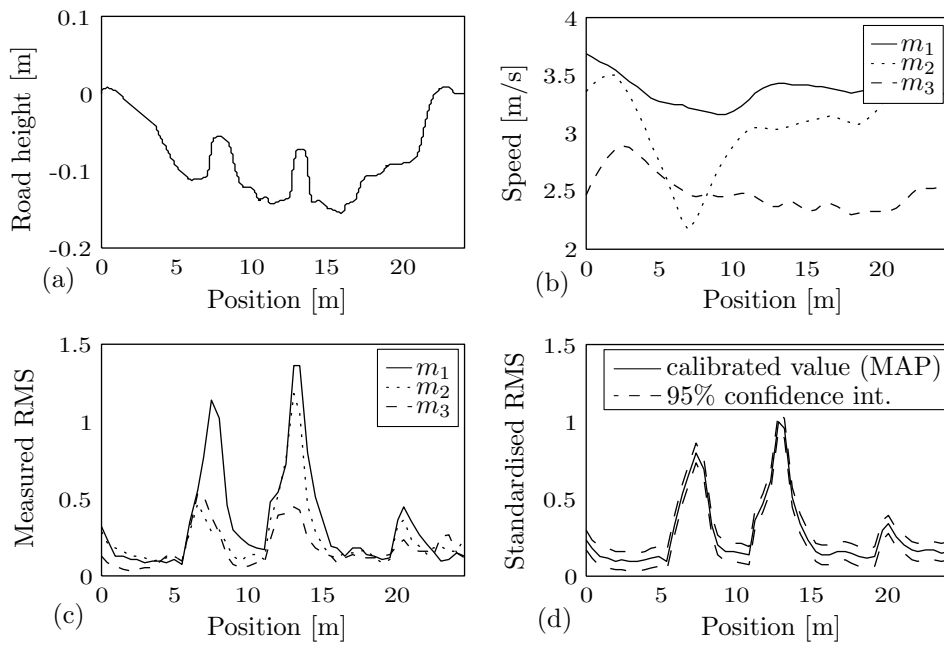 0.1
0
-0.1
-0.2
Road height [m]
0 5 10 15 20
Position [m]
(a)
4
3.5
3
2.5
2
Speed [m/s]
m1
m2
m3
0 5 10 15 20
Position [m]
(b)
1.5
1
0.5
0
Measured RMS
m1
m2
m3
0 5 10 15 20
Position [m]
(c)
1.5
1
0.5
0
Standardised RMS
calibrated value (MAP)
95% confidence int.
0 5 10 15 20
Position [m]
(d)